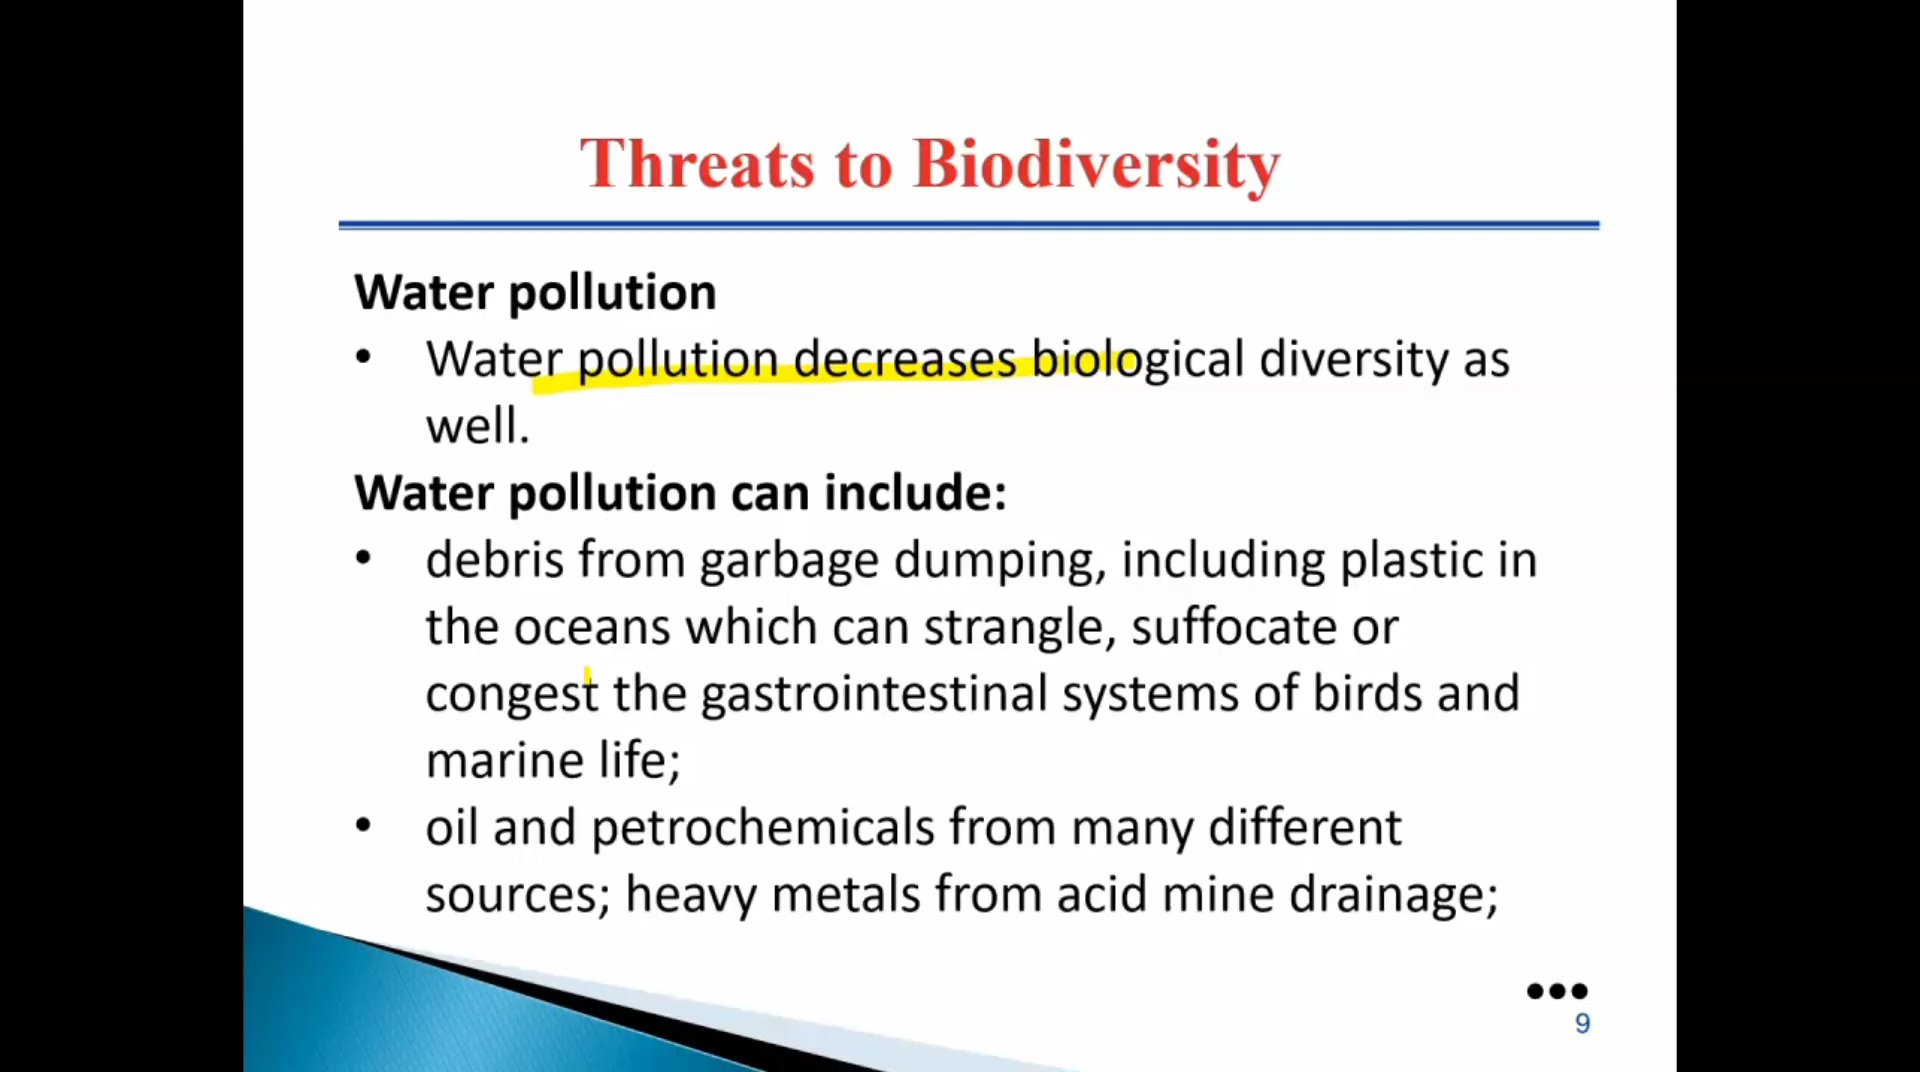 Threats to Biodiversity
Water pollution
• Water pollution decreases biological diversity as
well.
Water pollution can include:
• debris from garbage dumping, including plastic in
the oceans which can strangle, suffocate or
congest the gastrointestinal systems of birds and
marine life;
• oil and petrochemicals from many different
sources; heavy metals from acid mine drainage;
•••
9